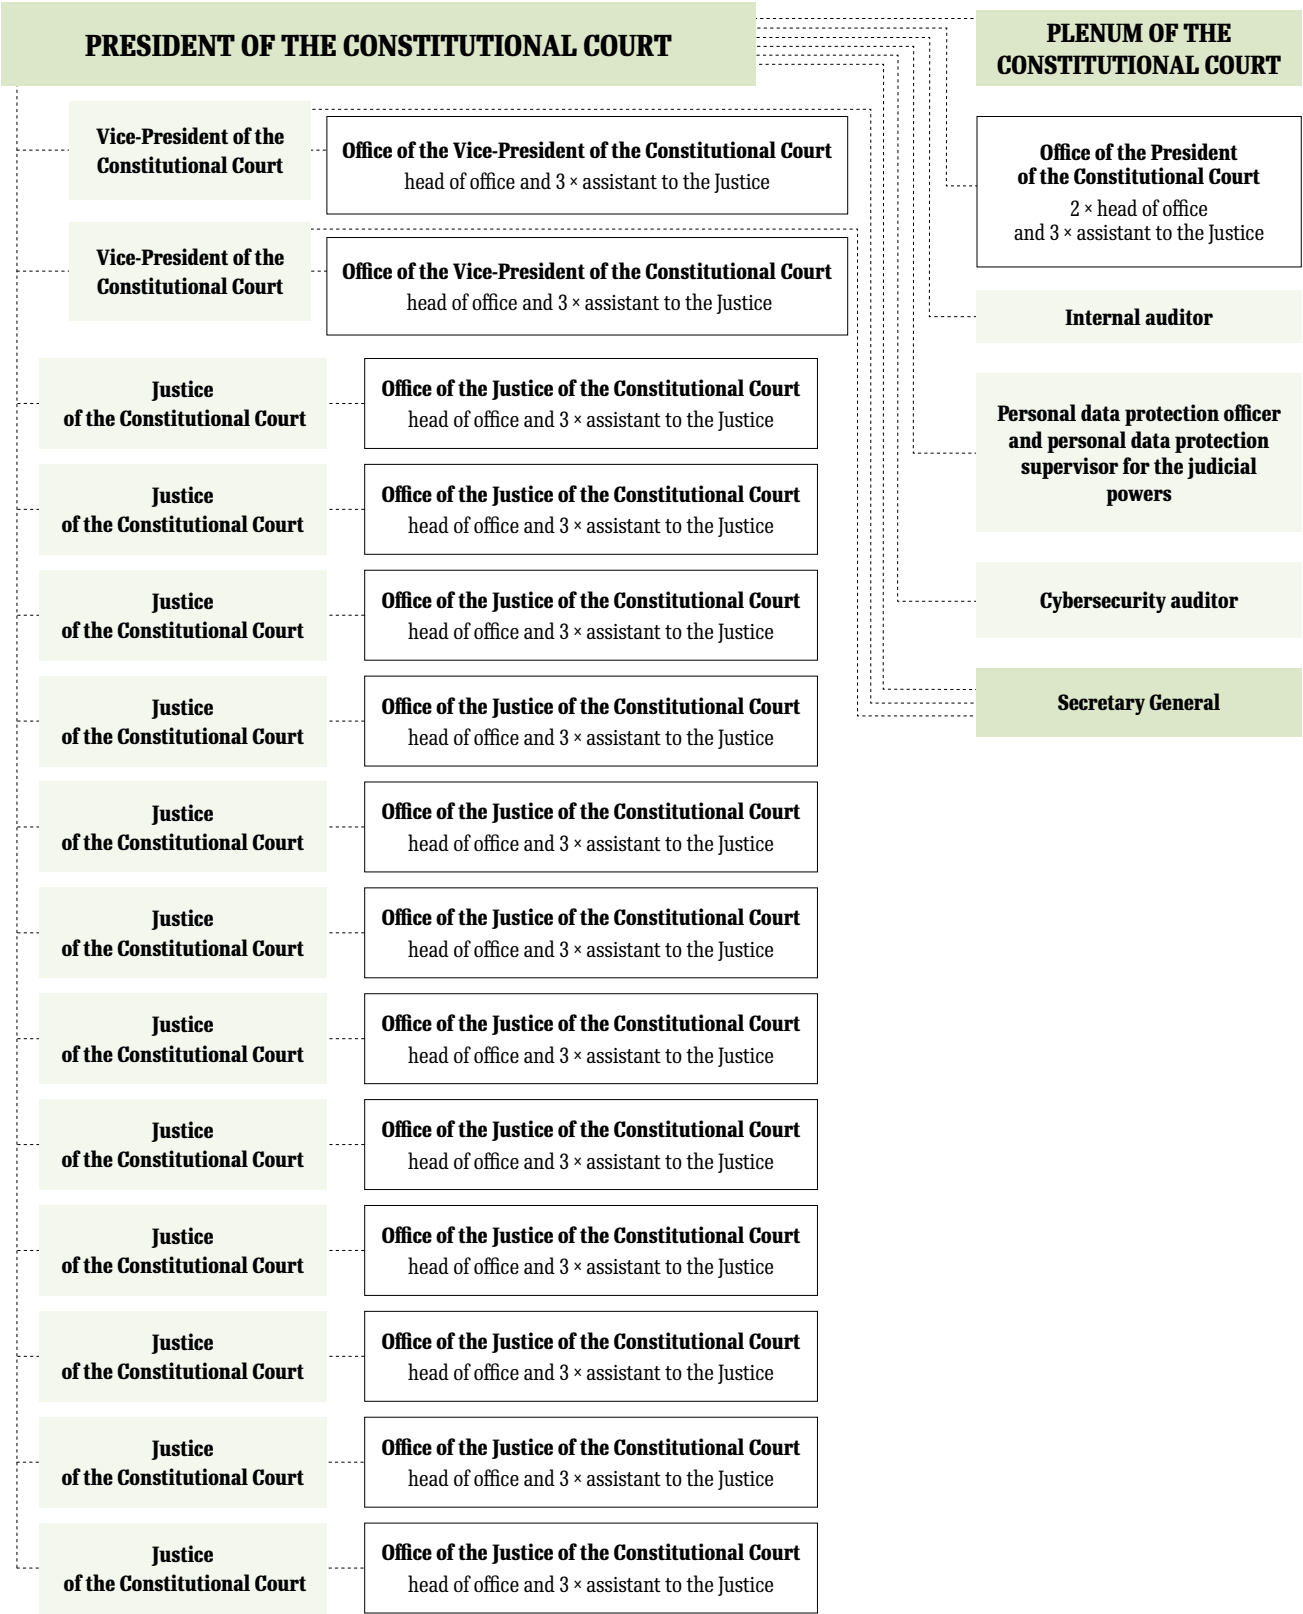 PRESIDENT OF THE CONSTITUTIONAL COURT
PLENUM OF THE
CONSTITUTIONAL COURT
Vice-President of the
Constitutional Court
Office of the Vice-President of the Constitutional Court
head of office and 3 × assistant to the Justice
Vice-President of the
Constitutional Court
Office of the Vice-President of the Constitutional Court
head of office and 3 × assistant to the Justice
Justice
of the Constitutional Court
Office of the Justice of the Constitutional Court
head of office and 3 × assistant to the Justice
Justice
of the Constitutional Court
Office of the Justice of the Constitutional Court
head of office and 3 × assistant to the Justice
Justice
of the Constitutional Court
Office of the Justice of the Constitutional Court
head of office and 3 × assistant to the Justice
Justice
of the Constitutional Court
Office of the Justice of the Constitutional Court
head of office and 3 × assistant to the Justice
Justice
of the Constitutional Court
Office of the Justice of the Constitutional Court
head of office and 3 × assistant to the Justice
Justice
of the Constitutional Court
Office of the Justice of the Constitutional Court
head of office and 3 × assistant to the Justice
Justice
of the Constitutional Court
Office of the Justice of the Constitutional Court
head of office and 3 × assistant to the Justice
Justice
of the Constitutional Court
Office of the Justice of the Constitutional Court
head of office and 3 × assistant to the Justice
Justice
of the Constitutional Court
Office of the Justice of the Constitutional Court
head of office and 3 × assistant to the Justice
Justice
of the Constitutional Court
Office of the Justice of the Constitutional Court
head of office and 3 × assistant to the Justice
Justice
of the Constitutional Court
Office of the Justice of the Constitutional Court
head of office and 3 × assistant to the Justice
Justice
of the Constitutional Court
Office of the Justice of the Constitutional Court
head of office and 3 × assistant to the Justice
Office of the President
of the Constitutional Court
2 × head of office
and 3 × assistant to the Justice
Internal auditor
Personal data protection officer
and personal data protection
supervisor for the judicial
powers
Cybersecurity auditor
Secretary General